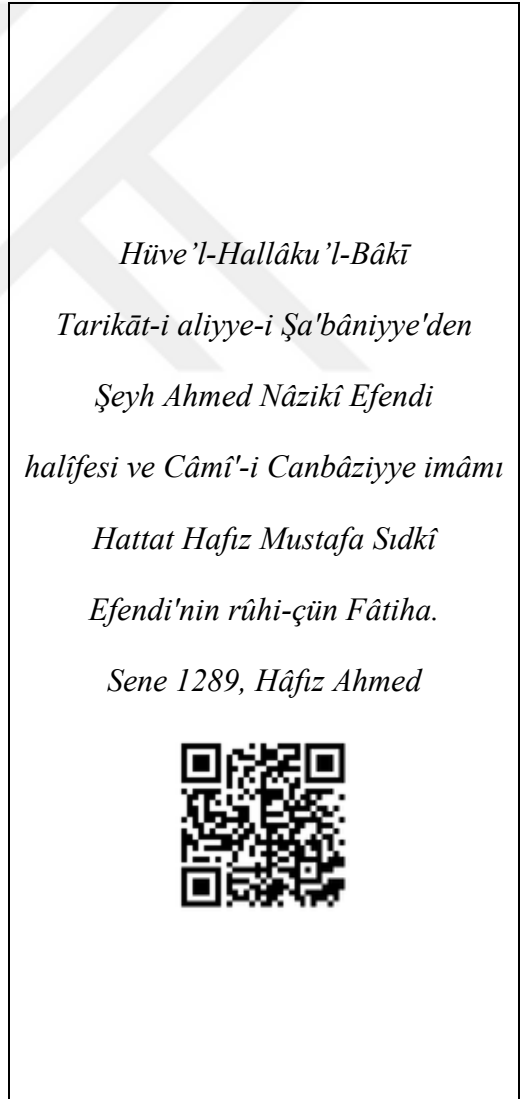 Hüve’l-Hallâku’l-Bâkī
Tarikāt-i aliyye-i Şa'bâniyye'den
Şeyh Ahmed Nâzikî Efendi
halîfesi ve Câmî'-i Canbâziyye imâmı
Hattat Hafız Mustafa Sıdkî
Efendi'nin rûhi-çün Fâtiha.
Sene 1289, Hâfız Ahmed